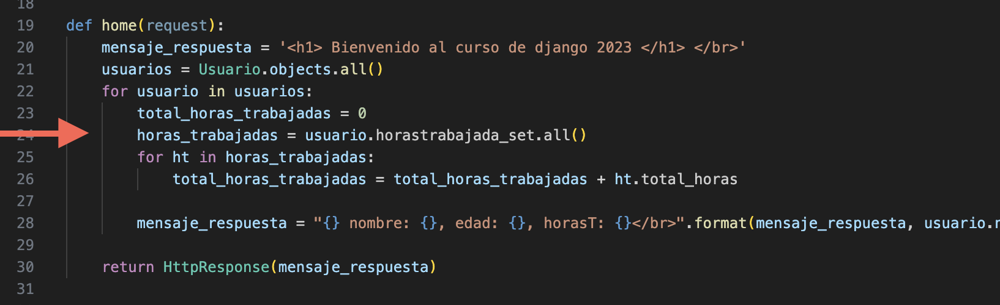 18
19 def home(request):
20 mensaje_respuesta = '<h1> Bienvenido al curso de django 2023 </h1> </br>'
21 usuarios = Usuario.objects.all()
22 for usuario in usuarios:
23 total_horas_trabajadas = 0
24 horas_trabajadas = usuario.horastrabajada_set.all()
25 for ht in horas_trabajadas:
26 total_horas_trabajadas = total_horas_trabajadas + ht.total_horas
27
28 mensaje_respuesta = "{} nombre: {}, edad: {}, horasT: {}</br>".format(mensaje_respuesta, usuario.
29
30 return HttpResponse(mensaje_respuesta)
31